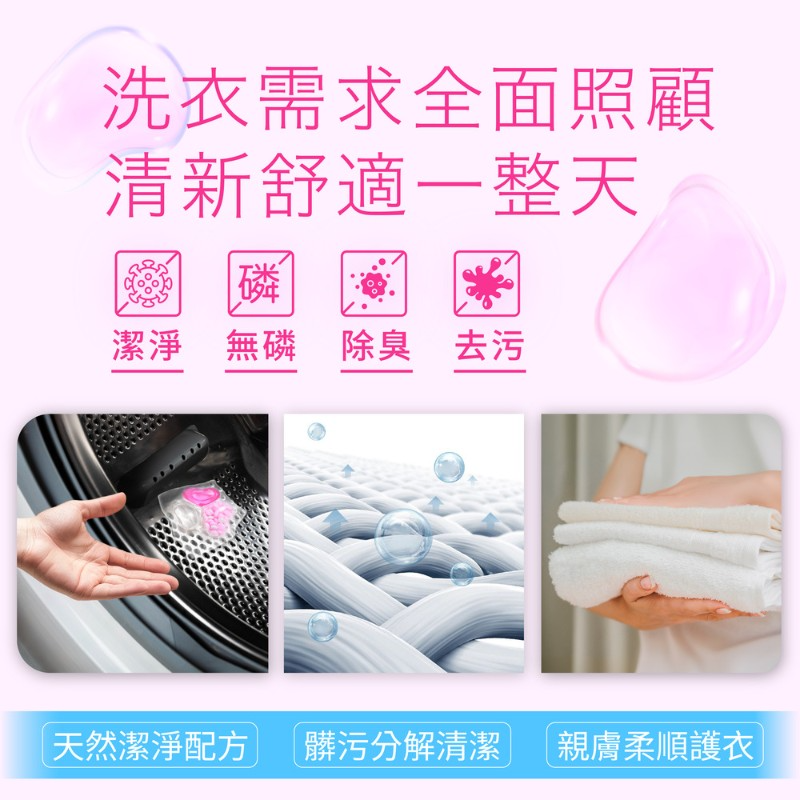 洗衣需求全面照顧
清新舒適一整天
磷
潔淨 無磷 除臭 去污
天然潔淨配方 髒污分解清潔 親膚柔順護衣